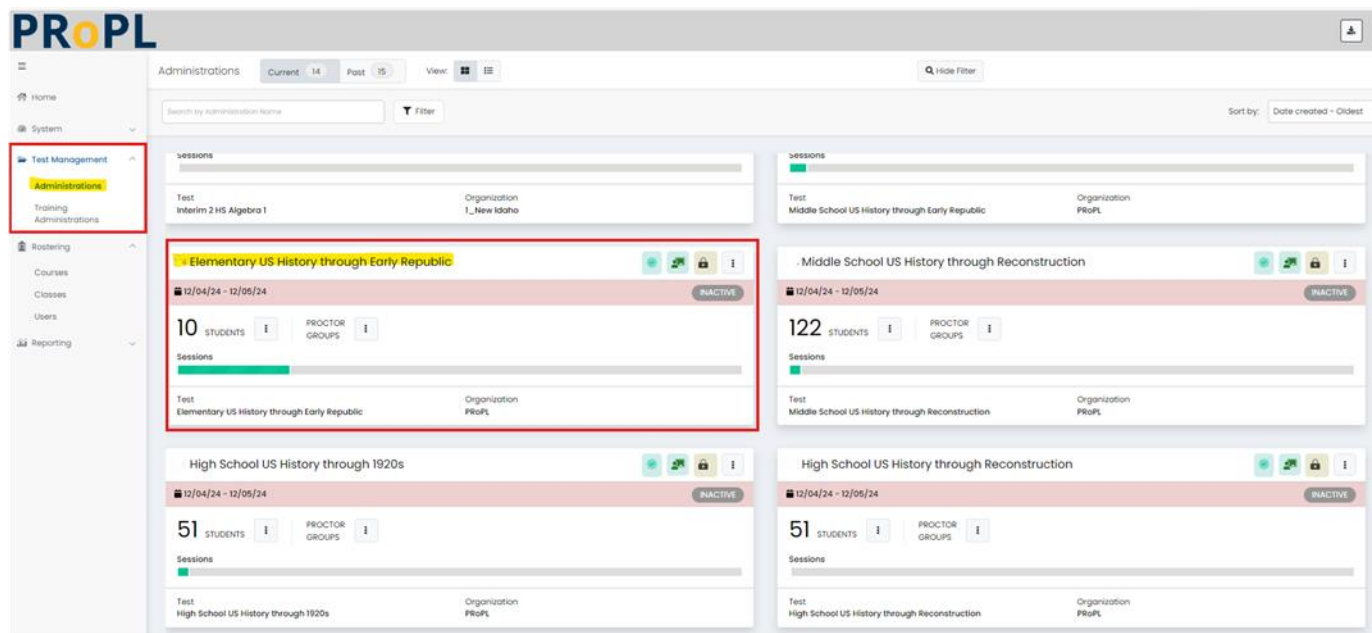 PRoPL
Administrations Current 14 Past 15 View: Hide Filter
Home
Search by Administration Name Filter Sort by: Date created - Oldest
System
Test Management
Administrations
Training
Administrations
Rostering
Courses
Classes
Users
Reporting
Sessions
Test Organization
Interim 2 HS Algebra 1 1_New Idaho
Sessions
Test Organization
Middle School US History through Early Republic PRoPL
Elementary US History through Early Republic
12/04/24 - 12/05/24 INACTIVE
10 STUDENTS PROCTOR
GROUPS
Sessions
Test Organization
Elementary US History through Early Republic PRoPL
Middle School US History through Reconstruction
12/04/24 - 12/05/24 INACTIVE
122 STUDENTS PROCTOR
GROUPS
Sessions
Test Organization
Middle School US History through Reconstruction PRoPL
High School US History through 1920s
12/04/24 - 12/05/24 INACTIVE
51 STUDENTS PROCTOR
GROUPS
Sessions
Test Organization
High School US History through 1920s PRoPL
High School US History through Reconstruction
12/04/24 - 12/05/24 INACTIVE
51 STUDENTS PROCTOR
GROUPS
Sessions
Test Organization
High School US History through Reconstruction PRoPL